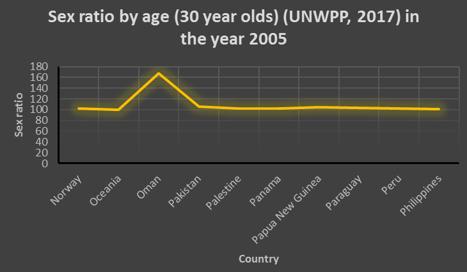 Sex ratio by age (30 year olds) (UNWPP, 2017) in
the year 2005
Sex ratio
180
160
140
120
100
80
60
40
20
0
Norway
Oceania
Oman
Pakistan
Palestine
Panama
Papua New Guinea
Paraguay
Peru
Philippines
Country